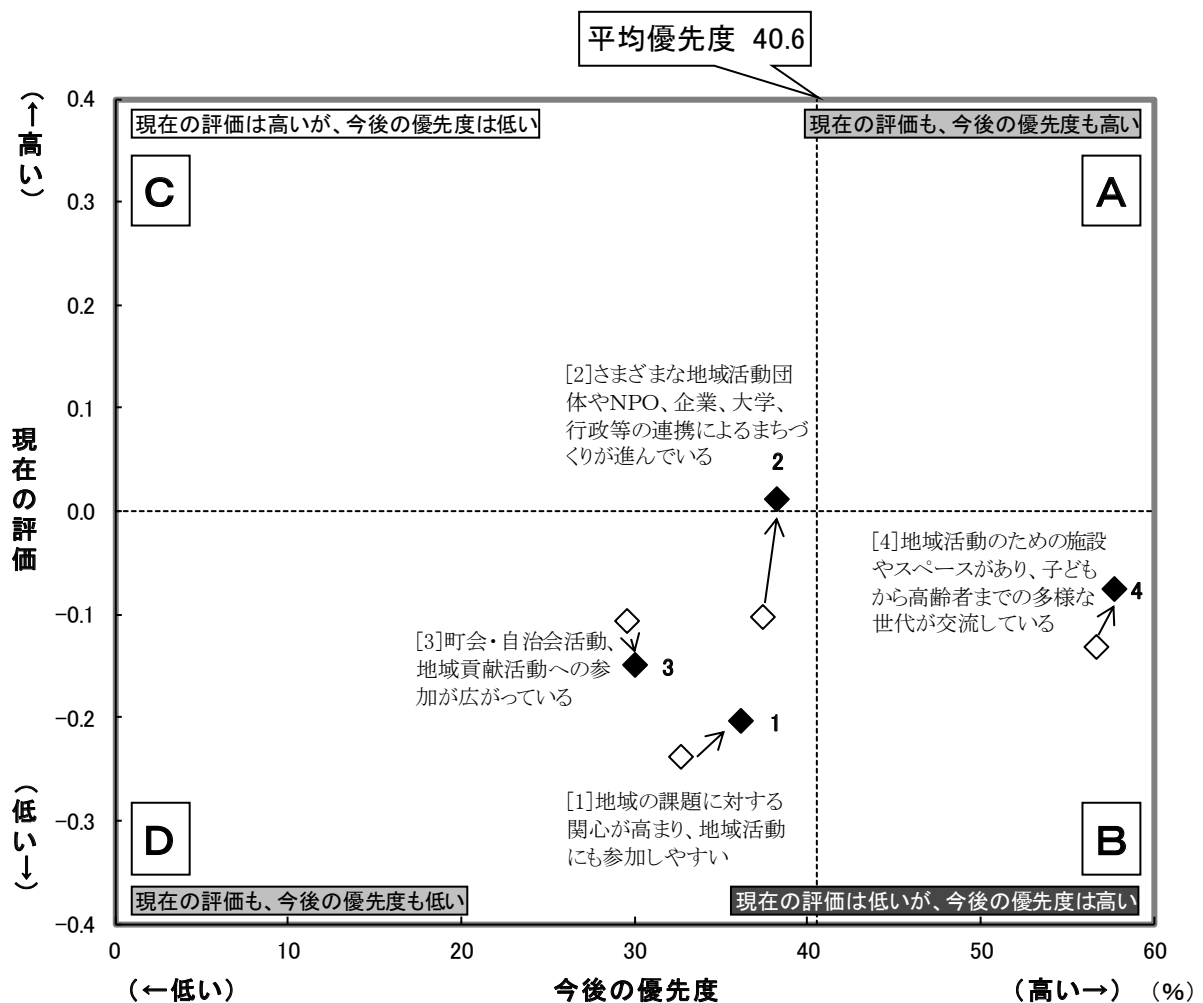 平均優先度 40.6
(←高い)
0.4
0.3
0.2
0.1
0.0
−0.1
−0.2
−0.3
−0.4
現在の評価
(低い→)
現在の評価は高いが、今後の優先度は低い
現在の評価も、今後の優先度も高い
C
A
[2]さまざまな地域活動団
体やNPO、企業、大学、
行政等の連携によるまちづ
くりが進んでいる
2
[4]地域活動のための施設
やスペースがあり、子ども
から高齢者までの多様な
世代が交流している
4
[3]町会・自治会活動、
地域貢献活動への参
加が広がっている
3
1
[1]地域の課題に対する
関心が高まり、地域活動
にも参加しやすい
D
B
現在の評価も、今後の優先度も低い
現在の評価は低いが、今後の優先度は高い
0 10 20 30 40 50 60
(←低い) 今後の優先度 (高い→) (%)